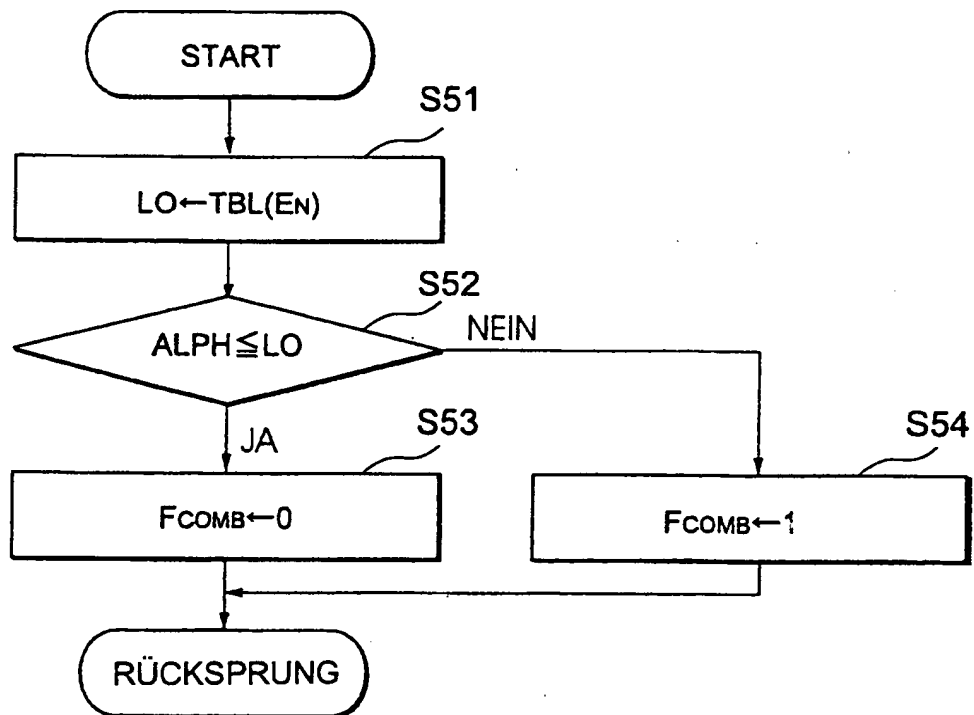 START
S51
LO←TBL(EN)
S52
ALPH≦LO
NEIN
JA
S53
S54
FCOMB←0
FCOMB←1
RÜCKSPRUNG